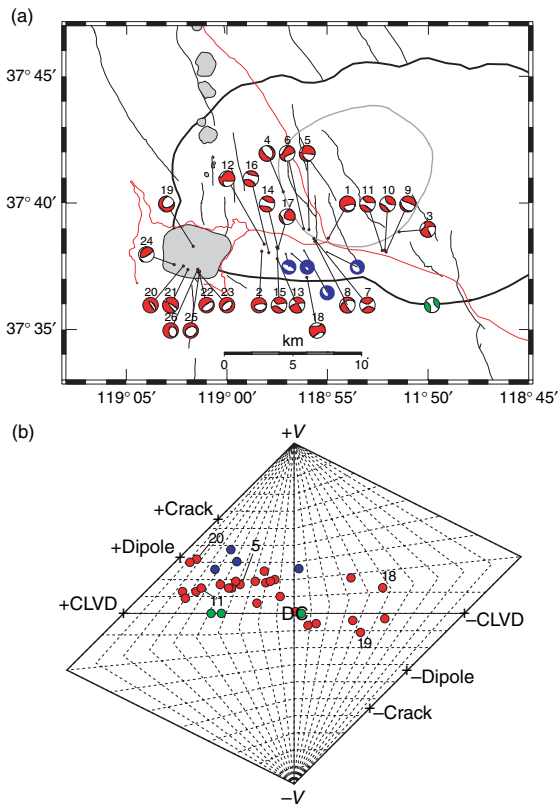 (a)
37° 45′
37° 40′
37° 35′
4 6 5
12 16
19 14 17 1 11 10 9
3
24
20 21 22 23 2 15 13 8 7
26 25 18
km
0 5 10
119° 05′ 119° 00′ 118° 55′ 11° 50′ 118° 45′
(b)
+V
+Crack
20
+Dipole
5
+CLVD
11
18
DC
–CLVD
19
–Dipole
–Crack
–V